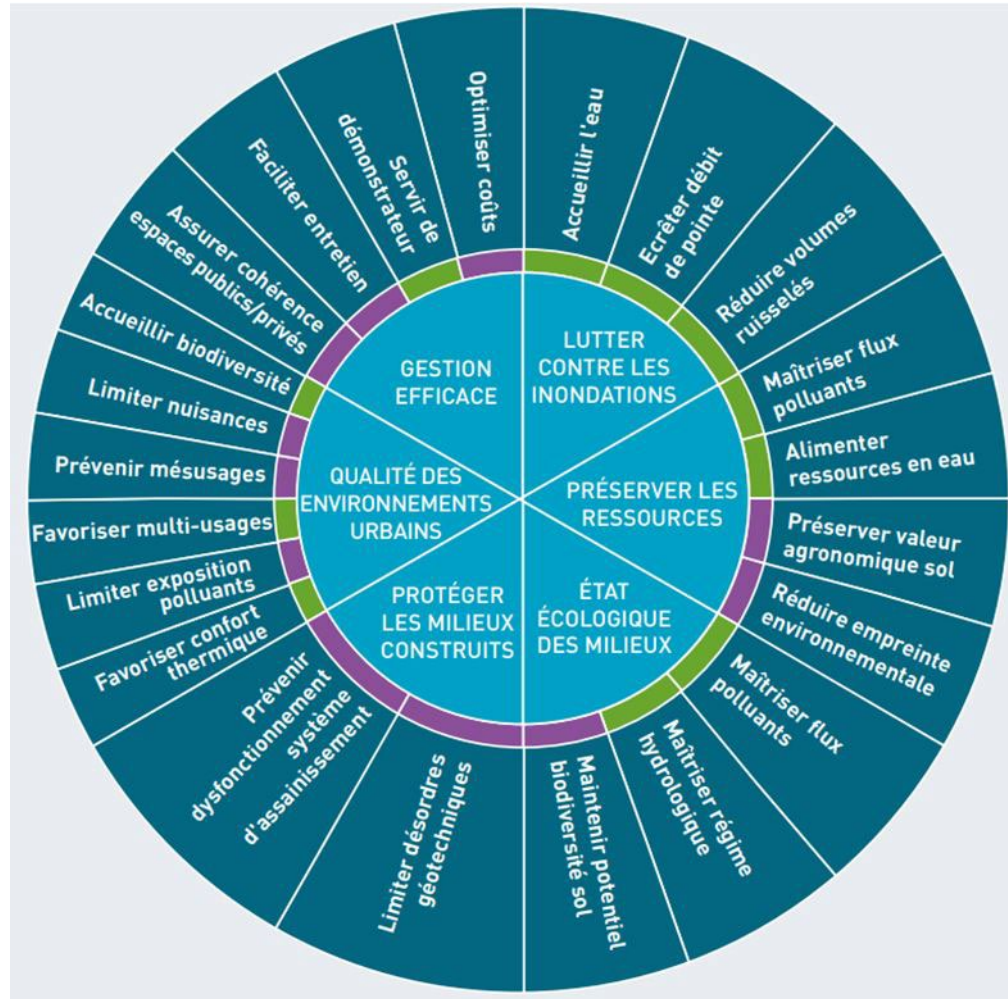 Accueillir l'eau
Ecrêter débit
de pointe
Réduire volumes
ruisselés
Maîtriser flux
polluants
Alimenter
ressources en eau
Préserver valeur
agronomique sol
Réduire empreinte
environnementale
Maîtriser flux
polluants
Maîtriser régime
hydrologique
Maintenir potentiel
biodiversité sol
Limiter désordres
géotechniques
Prévenir
dysfonctionnement
système
d'assainissement
Favoriser confort
thermique
Limiter exposition
polluants
Favoriser multi-usages
Prévenir mésusages
Limiter nuisances
Accueillir biodiversité
Assurer cohérence
espaces publics/privés
Faciliter entretien
Servir de
démonstrateur
Optimiser coûts
LUTTER
CONTRE LES
INONDATIONS
PRÉSERVER LES
RESSOURCES
ÉTAT
ÉCOLOGIQUE
DES MILIEUX
PROTÉGER
LES MILIEUX
CONSTRUITS
QUALITÉ DES
ENVIRONNEMENTS
URBAINS
GESTION
EFFICACE